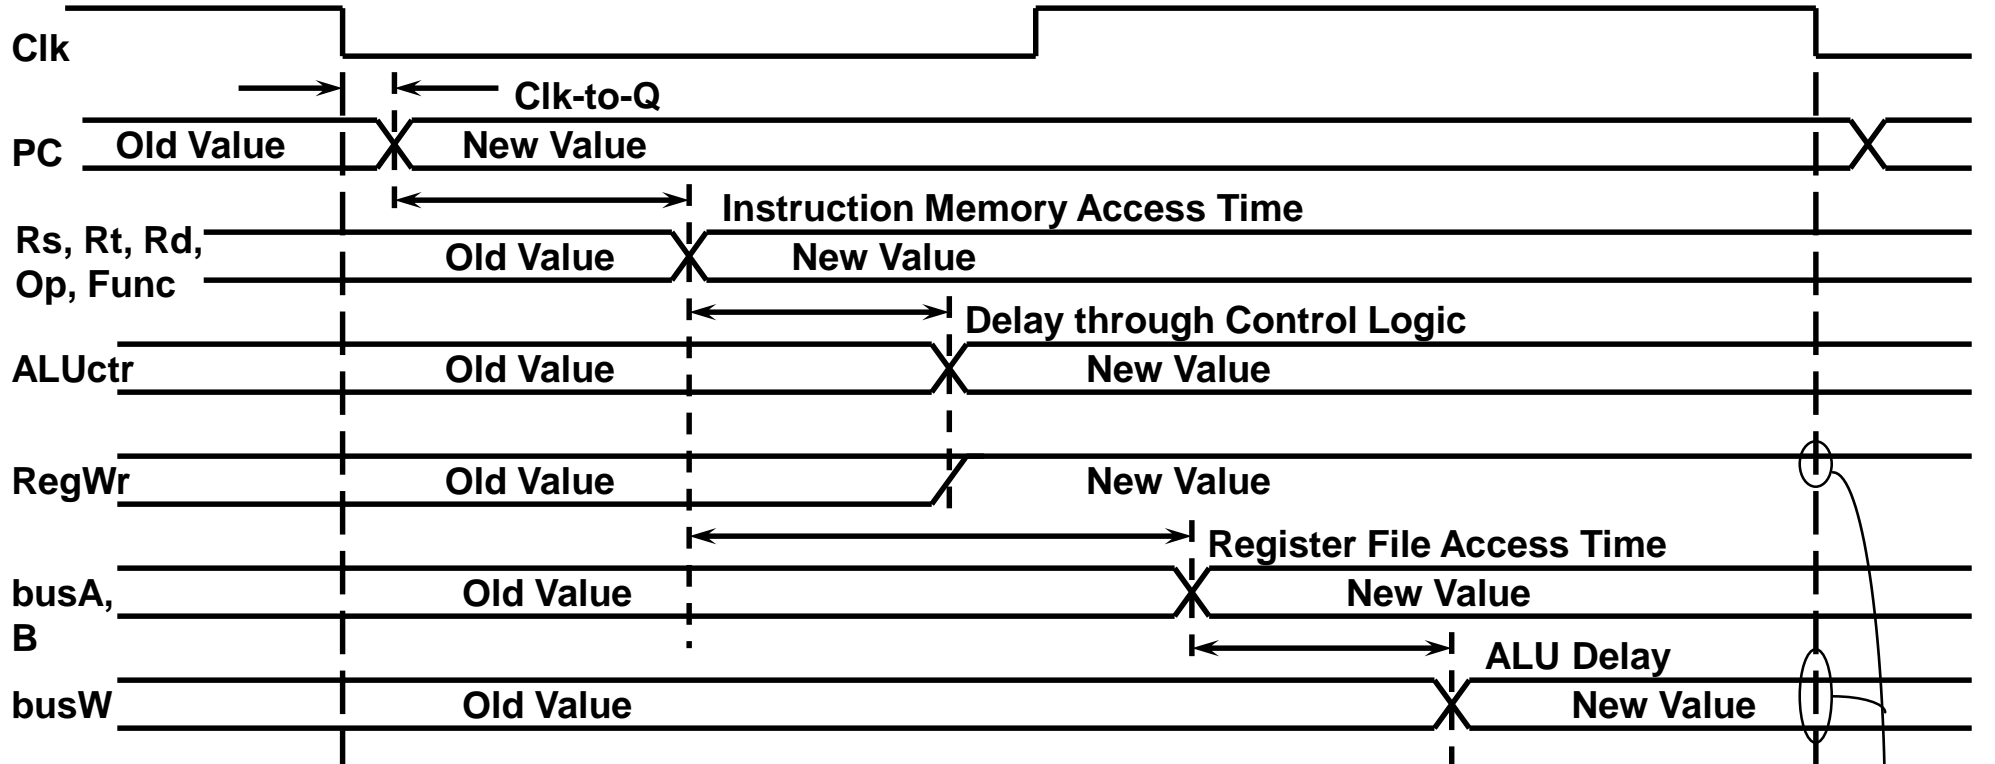 Clk
Clk-to-Q
PC Old Value New Value
Instruction Memory Access Time
Rs, Rt, Rd,
Op, Func
Old Value New Value
Delay through Control Logic
ALUctr Old Value New Value
RegWr Old Value New Value
Register File Access Time
busA,
B
Old Value New Value
ALU Delay
busW Old Value New Value